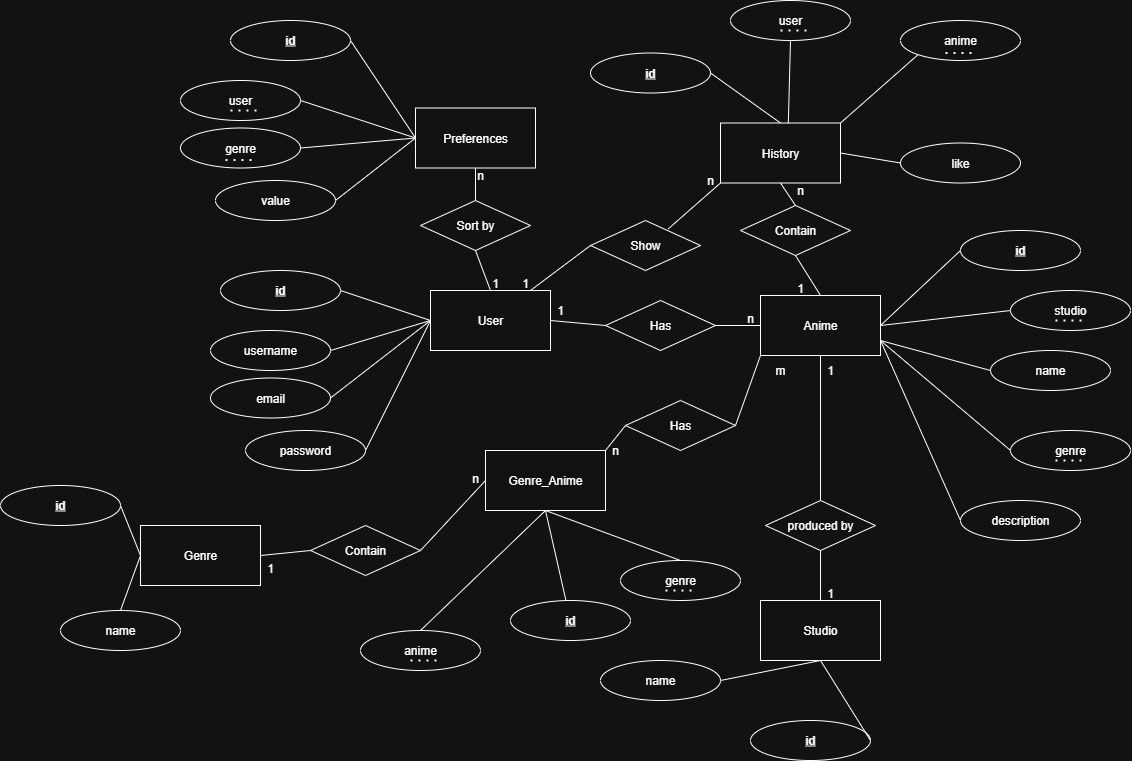 user
id
anime
id
user
Preferences
genre
History
like
value
n
n
n
Sort by
Show
Contain
id
id
1
1
1
User
1
Has
n
Anime
studio
username
m
1
name
email
Has
password
n
genre
n
Genre_Anime
id
description
produced by
Genre
Contain
1
genre
1
id
name
Studio
anime
name
id